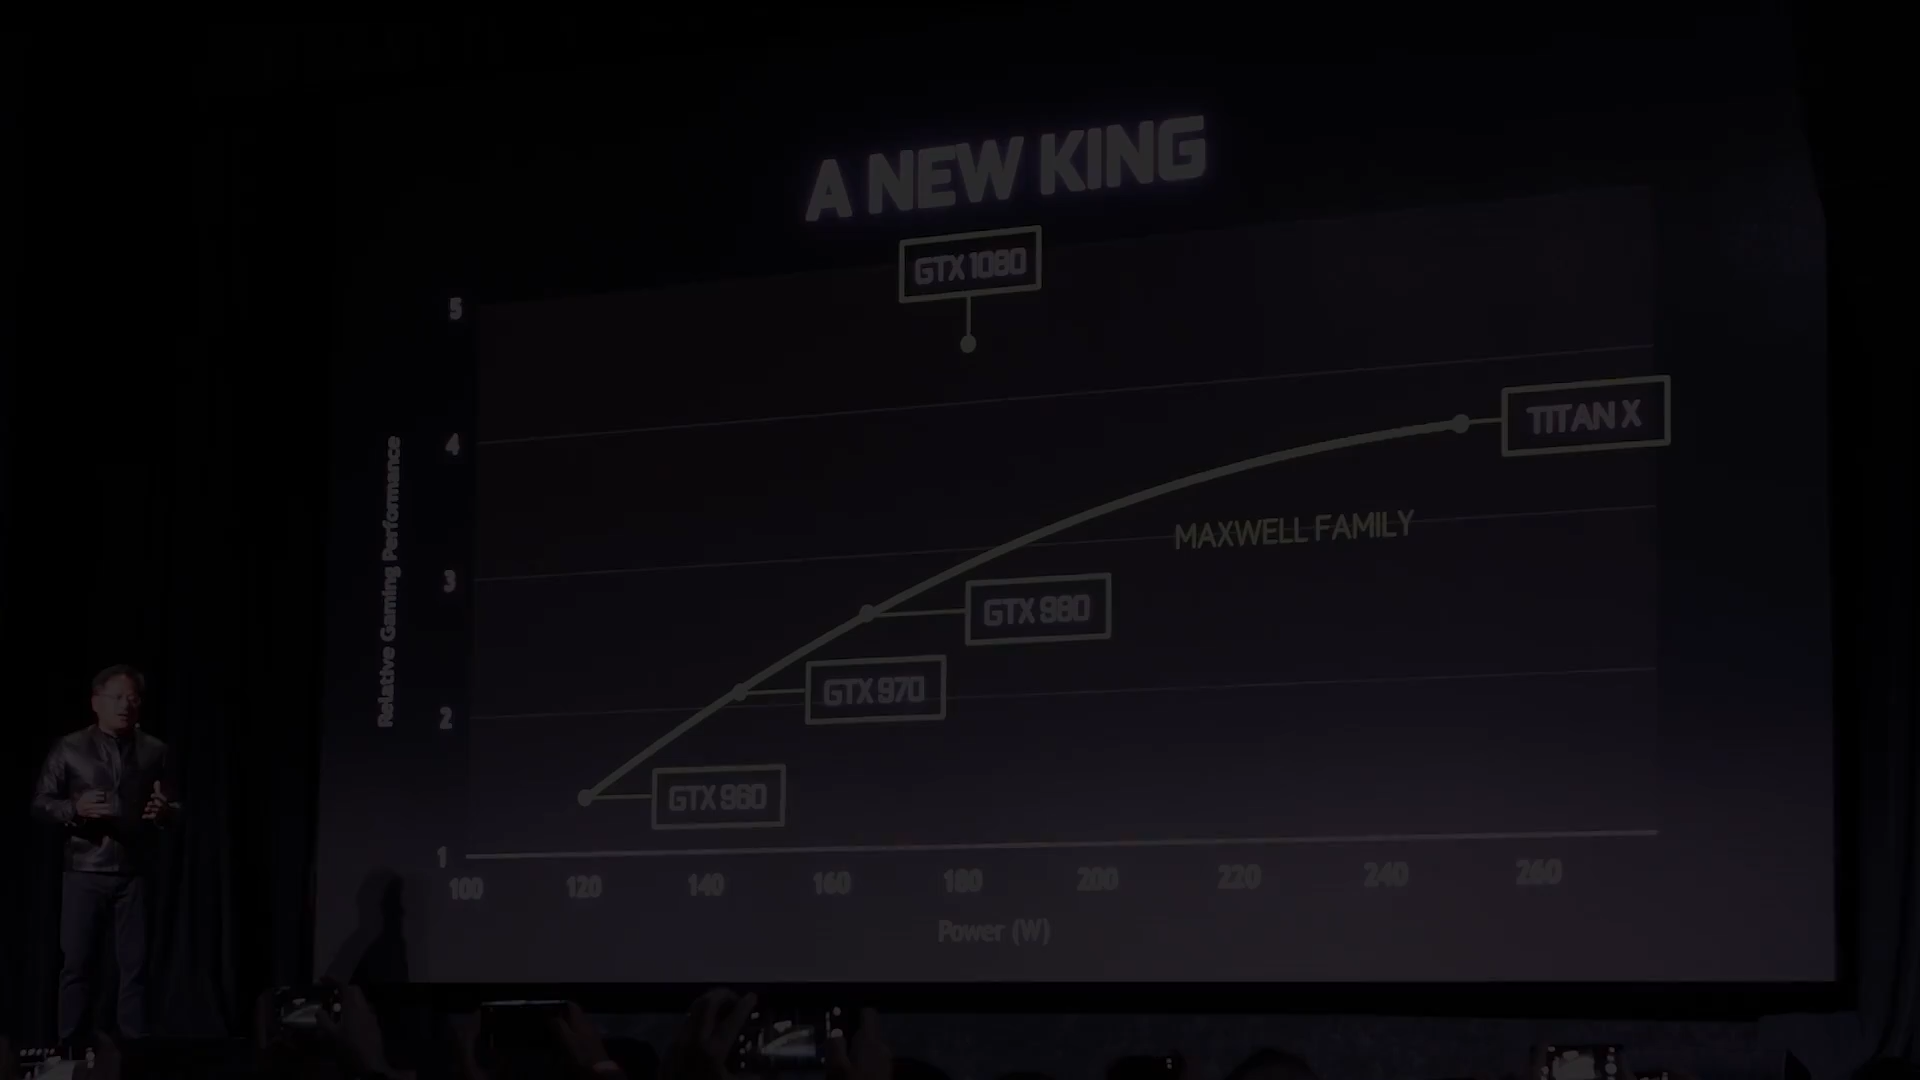 A NEW KING
GTX 1080
5
4
3
2
1
Relative Gaming Performance
TITAN X
MAXWELL FAMILY
GTX 980
GTX 970
GTX 960
100 120 140 160 180 200 220 240 260
Power (W)